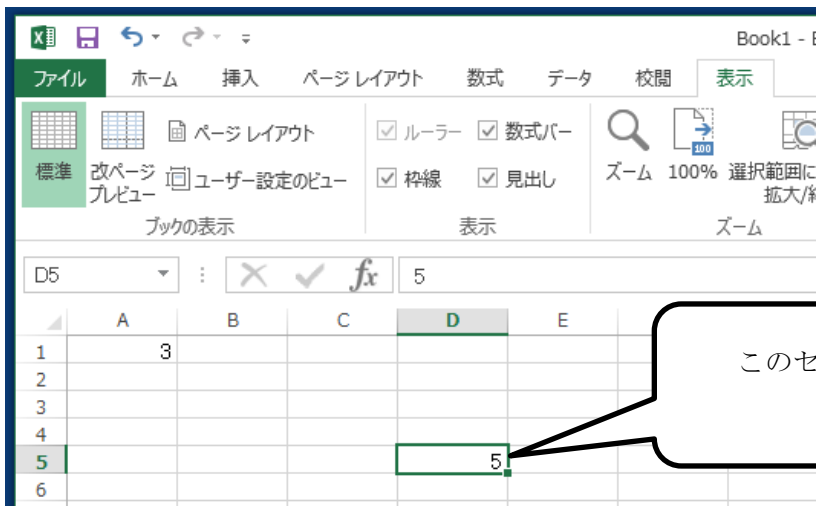 Book1 -
ファイル ホーム 挿入 ページ レイアウト 数式 データ 校閲 表示
標準 改ページ プレビュー ページ レイアウト ユーザー設定のビュー
ルーラー 数式バー
枠線 見出し
ズーム 100% 100 選択範囲に
拡大/
ブックの表示 表示 ズーム
D5 fx 5
A B C D E
1 3
2
3
4
5 5
6
このセ